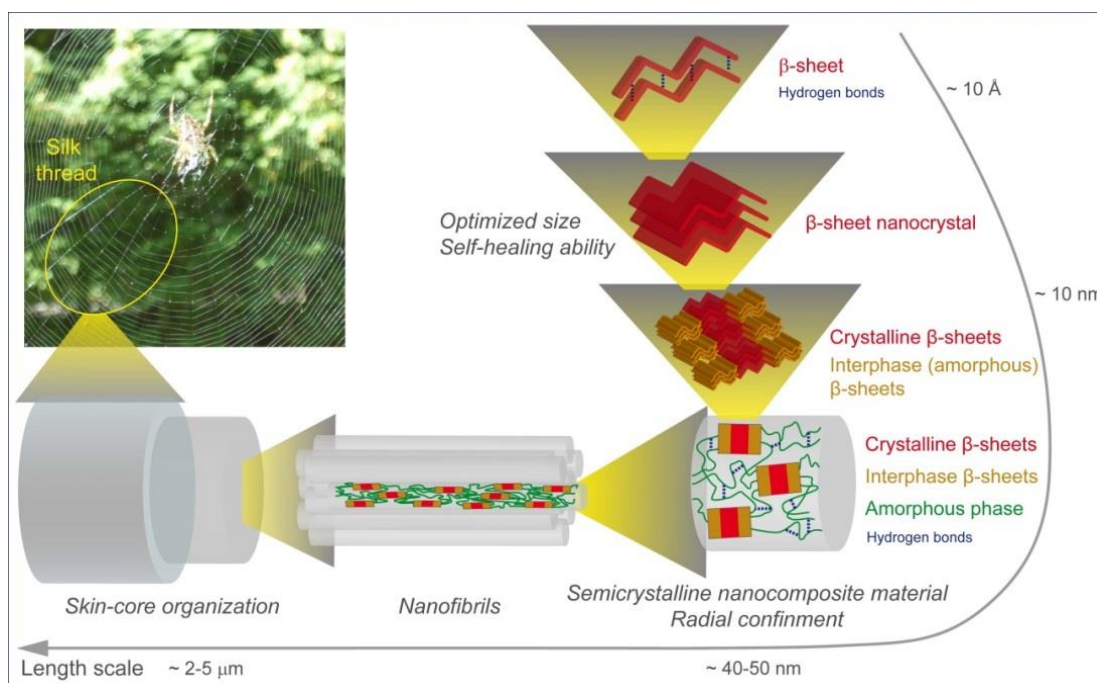 Silk
thread
β-sheet
Hydrogen bonds
~ 10 Å
Optimized size
Self-healing ability
β-sheet nanocrystal
~ 10 nm
Crystalline β-sheets
Interphase (amorphous)
β-sheets
Crystalline β-sheets
Interphase β-sheets
Amorphous phase
Hydrogen bonds
Skin-core organization
Nanofibrils
Semicrystalline nanocomposite material
Radial confinment
Length scale
~ 2-5 μm
~ 40-50 nm